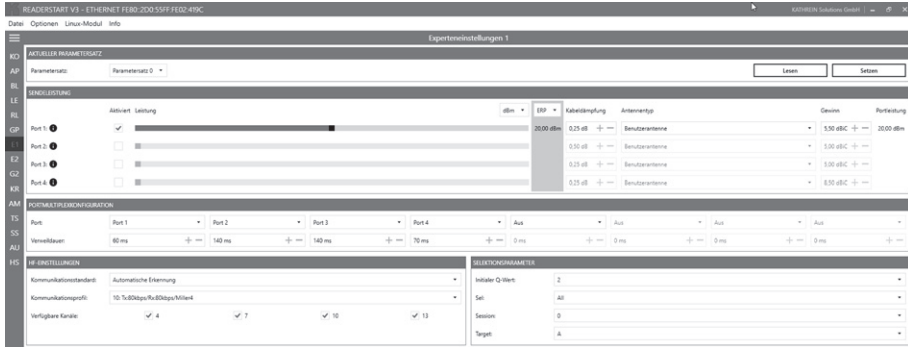 READERSTART V3 - ETHERNET FE80::2D0:55FF:FE02:419C
KATHREIN Solutions GmbH
Datei Optionen Linux-Modul Info
Experteneinstellungen 1
KO
AP
BL
LE
RL
GP
E1
E2
G2
KR
AM
TS
SS
AU
HS
AKTUELLER PARAMETERSATZ
Parametersatz: Parametersatz 0 Lesen Setzen
SENDELEISTUNG
Aktiviert Leistung dBm ERP Kabeldämpfung Antennentyp Gewinn Portleistung
Port 1: 20,00 dBm 0,25 dB Benutzerantenne 5,50 dBiC 20,00 dBm
Port 2: 0,50 dB Benutzerantenne 5,00 dBiC
Port 3: 0,25 dB Benutzerantenne 5,00 dBiC
Port 4: 0,25 dB Benutzerantenne 8,50 dBiC
PORTMULTIPLEXKONFIGURATION
Port: Port 1 Port 2 Port 3 Port 4 Aus Aus Aus Aus
Verweildauer: 60 ms 140 ms 140 ms 70 ms 0 ms 0 ms 0 ms 0 ms
HF-EINSTELLUNGEN
Kommunikationsstandard: Automatische Erkennung
Kommunikationsprofil: 10: Tx:80kbps/Rx:80kbps/Miller4
Verfügbare Kanäle: 4 7 10 13
SELEKTIONSPARAMETER
Initialer Q-Wert: 2
Sel: All
Session: 0
Target: A